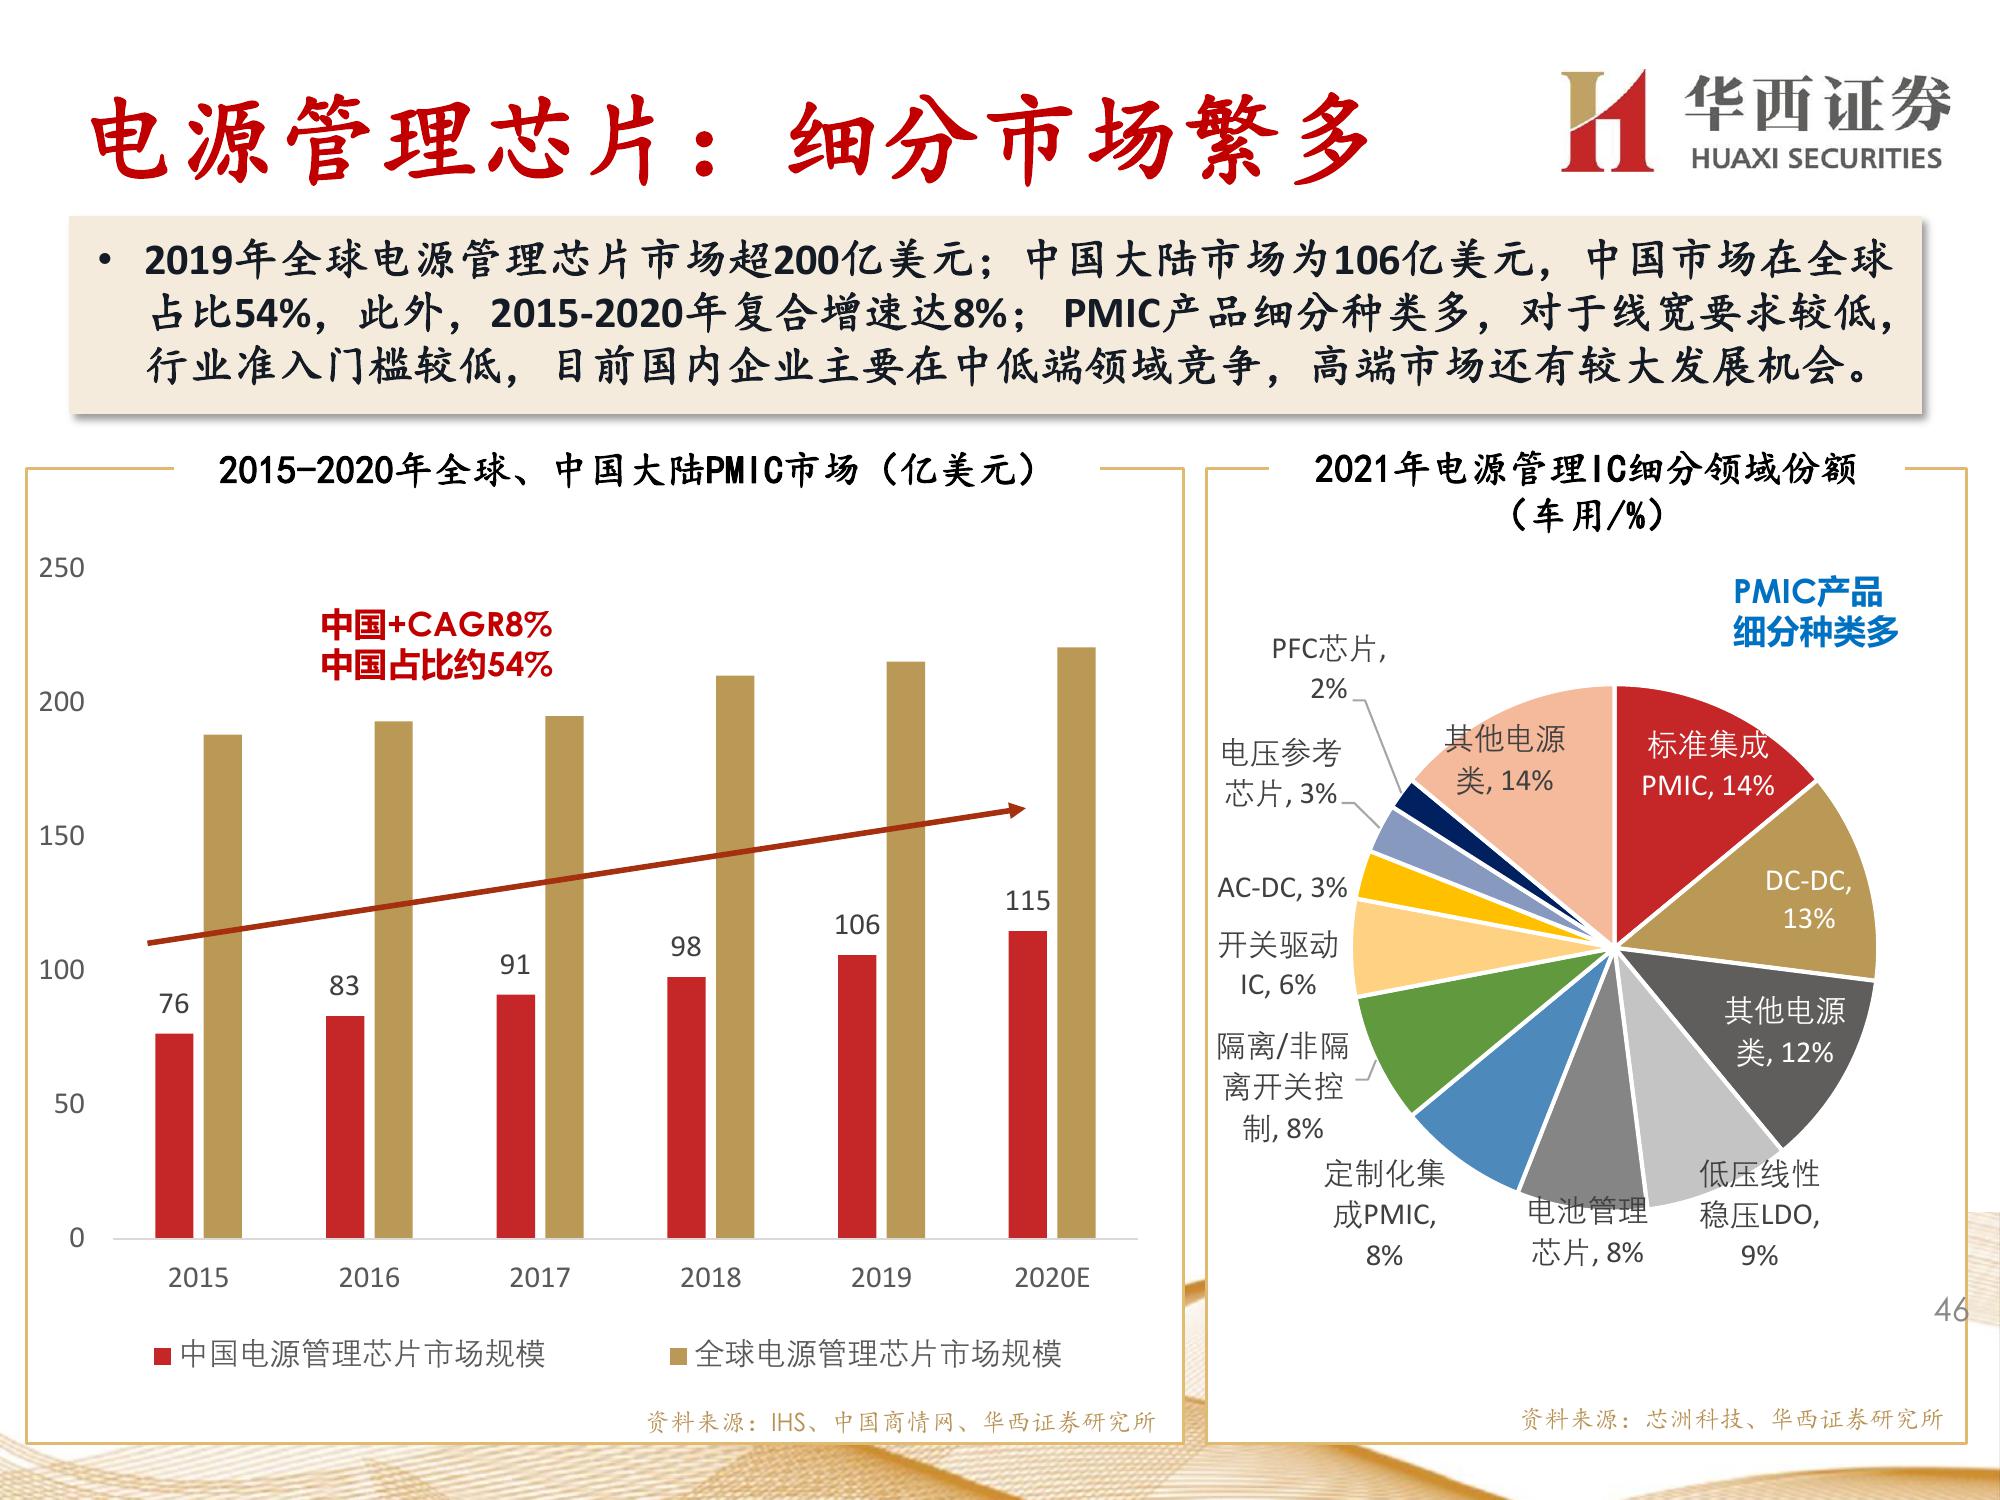 电源管理芯片：细分市场繁多
华西证券
HUAXI SECURITIES
• 2019年全球电源管理芯片市场超200亿美元；中国大陆市场为106亿美元，中国市场在全球
占比54%，此外，2015-2020年复合增速达8%； PMIC产品细分种类多，对于线宽要求较低，
行业准入门槛较低，目前国内企业主要在中低端领域竞争，高端市场还有较大发展机会。
2015-2020年全球、中国大陆PMIC市场（亿美元）
250
200
150
100
50
0
中国+CAGR8%
中国占比约54%
76
83
91
98
106
115
2015
2016
2017
2018
2019
2020E
中国电源管理芯片市场规模
全球电源管理芯片市场规模
资料来源：IHS、中国商情网、华西证券研究所
2021年电源管理IC细分领域份额
（车用/%）
PMIC产品
细分种类多
标准集成
PMIC, 14%
DC-DC,
13%
其他电源
类, 12%
低压线性
稳压LDO,
9%
电池管理
芯片, 8%
定制化集
成PMIC,
8%
隔离/非隔
离开关控
制, 8%
开关驱动
IC, 6%
AC-DC, 3%
电压参考
芯片, 3%
PFC芯片,
2%
其他电源
类, 14%
46
资料来源：芯洲科技、华西证券研究所